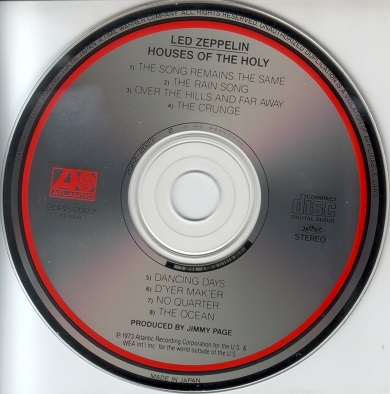 LED ZEPPELIN
HOUSES OF THE HOLY
1) THE SONG REMAINS THE SAME
2) THE RAIN SONG
3) OVER THE HILLS AND FAR AWAY
4) THE CRUNGE
ATLANTIC
COMPACT
disc
DIGITAL AUDIO
STEREO
5) DANCING DAYS
6) D'YER MAK'ER
7) NO QUARTER
8) THE OCEAN
PRODUCED BY JIMMY PAGE
℗ 1973 Atlantic Recording Corporation for the U.S. &
WEA Int'l Inc. for the world outside of the U.S.
MADE IN JAPAN